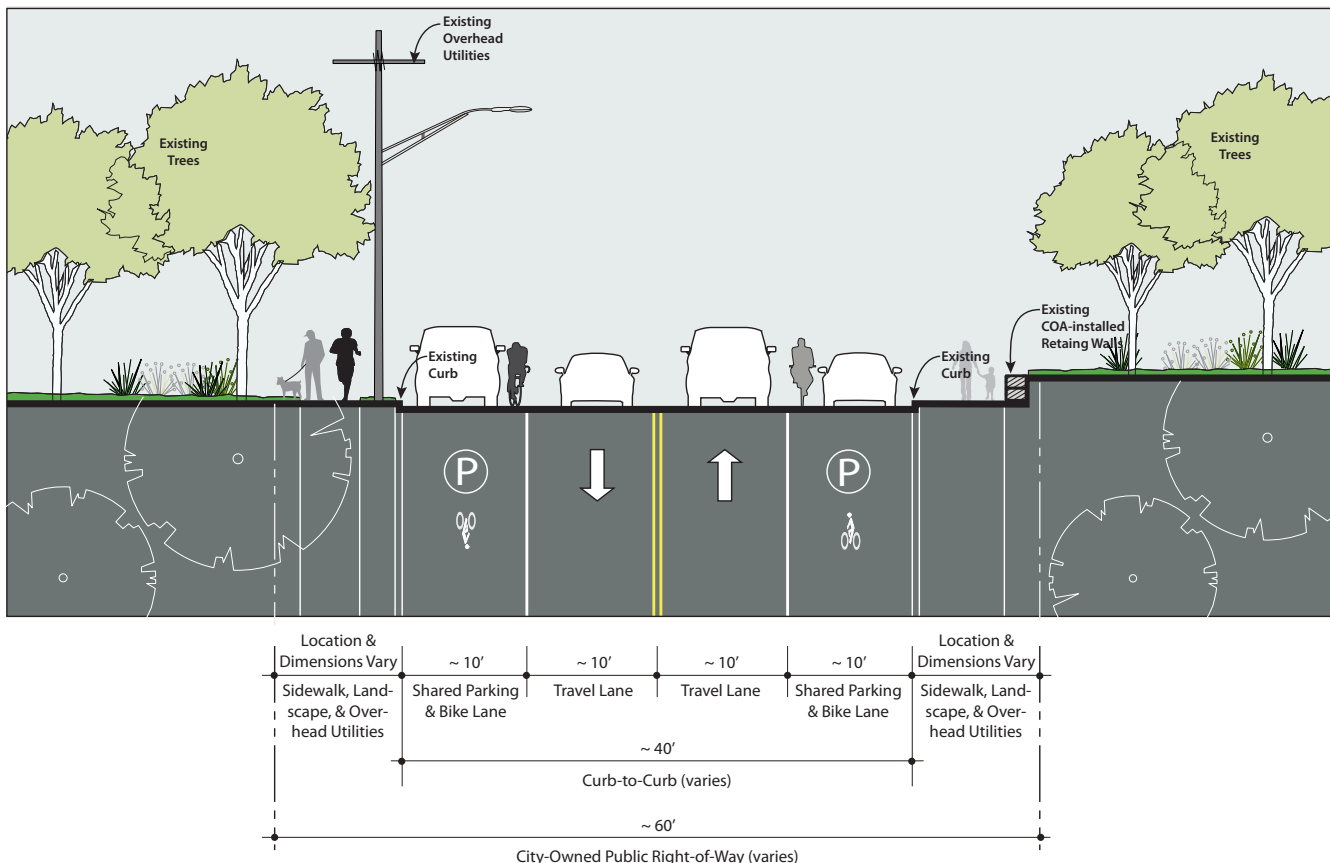 Existing
Overhead
Utilities
Existing
Trees
Existing
Trees
Existing
COA-installed
Retaing Walls
Existing
Curb
Existing
Curb
P
P
Location &
Dimensions Vary
~ 10’
~ 10’
~ 10’
~ 10’
Location &
Dimensions Vary
Sidewalk, Land-
scape, & Over-
head Utilities
Shared Parking
& Bike Lane
Travel Lane
Travel Lane
Shared Parking
& Bike Lane
Sidewalk, Land-
scape, & Over-
head Utilities
~ 40’
Curb-to-Curb (varies)
~ 60’
City-Owned Public Right-of-Way (varies)